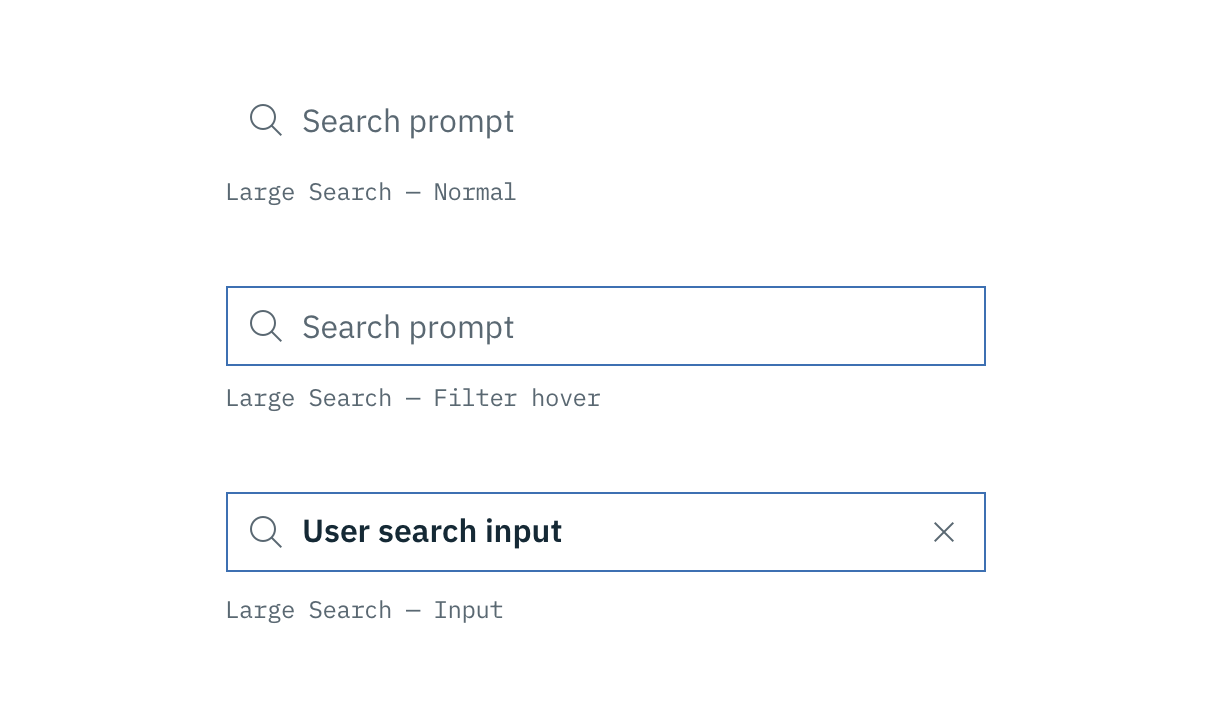 Search prompt
Large Search — Normal
Search prompt
Large Search — Filter hover
User search input
Large Search — Input